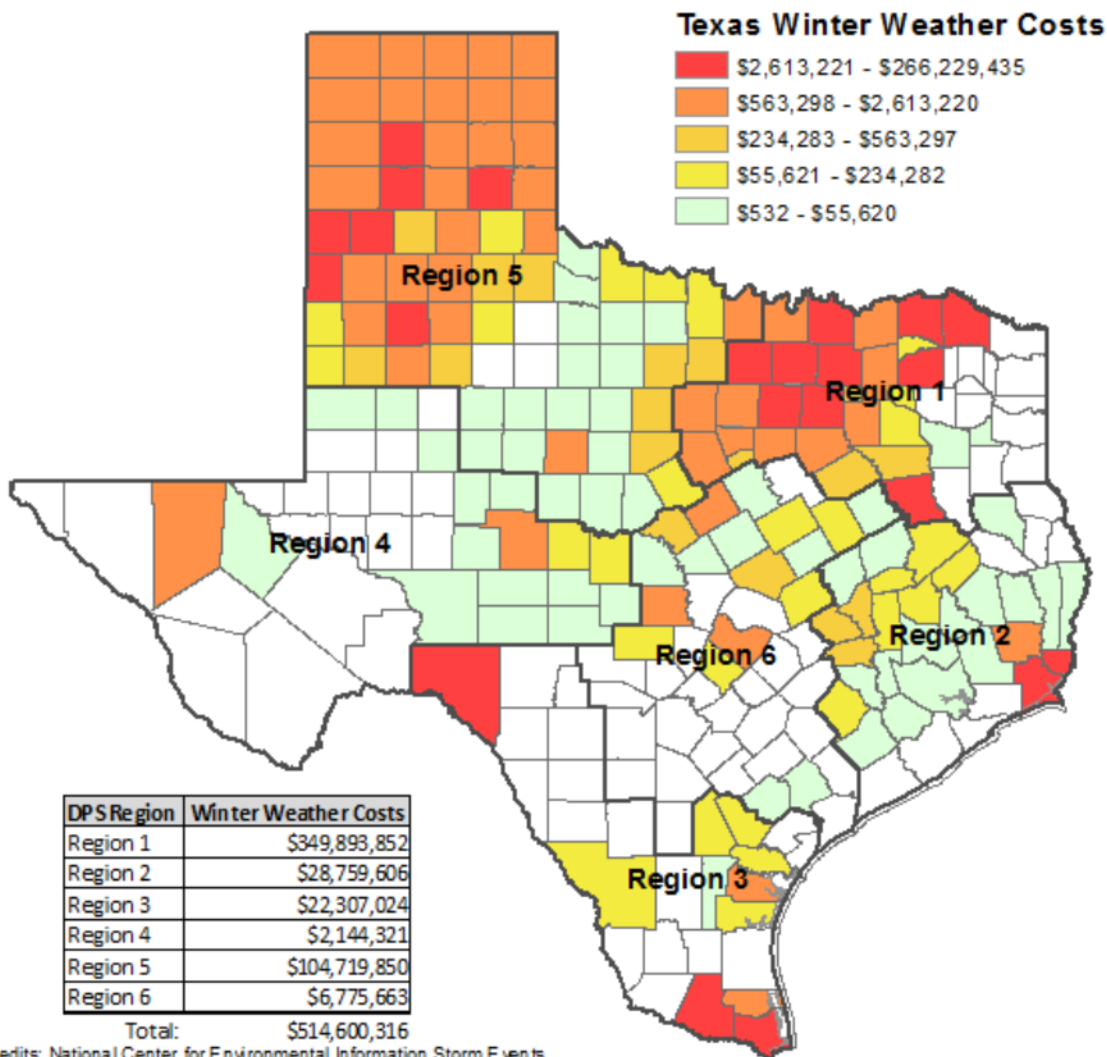 Texas Winter Weather Costs
$2,613,221 - $266,229,435
$563,298 - $2,613,220
$234,283 - $563,297
$55,621 - $234,282
$532 - $55,620
Region 5
Region 1
Region 4
Region 2
Region 6
Region 3
DPS Region Winter Weather Costs
Region 1 $349,893,852
Region 2 $28,759,606
Region 3 $22,307,024
Region 4 $2,144,321
Region 5 $104,719,850
Region 6 $6,775,663
Total: $514,600,316
edits: National Center for Environmental Information Storm Events